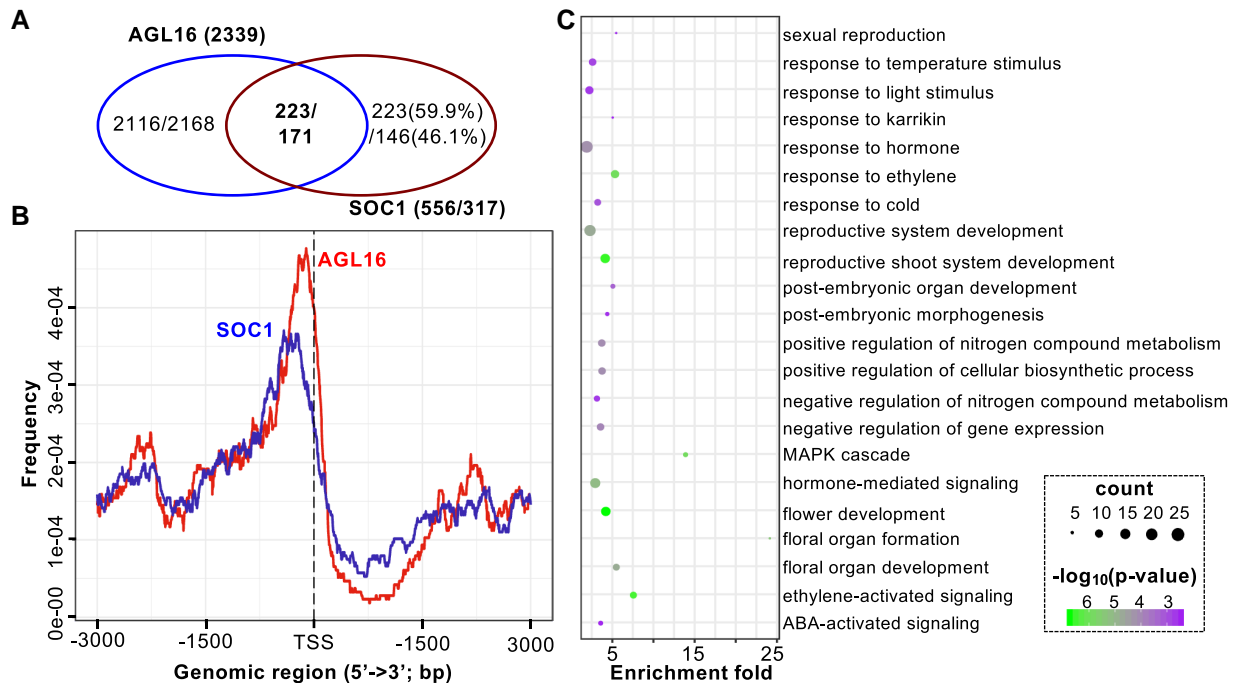 A
AGL16 (2339)
2116/2168
223/
171
223(59.9%)
/146(46.1%)
SOC1 (556/317)
B
AGL16
SOC1
Frequency
4e-04
3e-04
2e-04
1e-04
0e-00
-3000
-1500
TSS
-1500
3000
Genomic region (5'->3'; bp)
C
sexual reproduction
response to temperature stimulus
response to light stimulus
response to karrikin
response to hormone
response to ethylene
response to cold
reproductive system development
reproductive shoot system development
post-embryonic organ development
post-embryonic morphogenesis
positive regulation of nitrogen compound metabolism
positive regulation of cellular biosynthetic process
negative regulation of nitrogen compound metabolism
negative regulation of gene expression
MAPK cascade
hormone-mediated signaling
flower development
floral organ formation
floral organ development
ethylene-activated signaling
ABA-activated signaling
5 10 15 20 25
Enrichment fold
count
5 10 15 20 25
-log10(p-value)
6 5 4 3